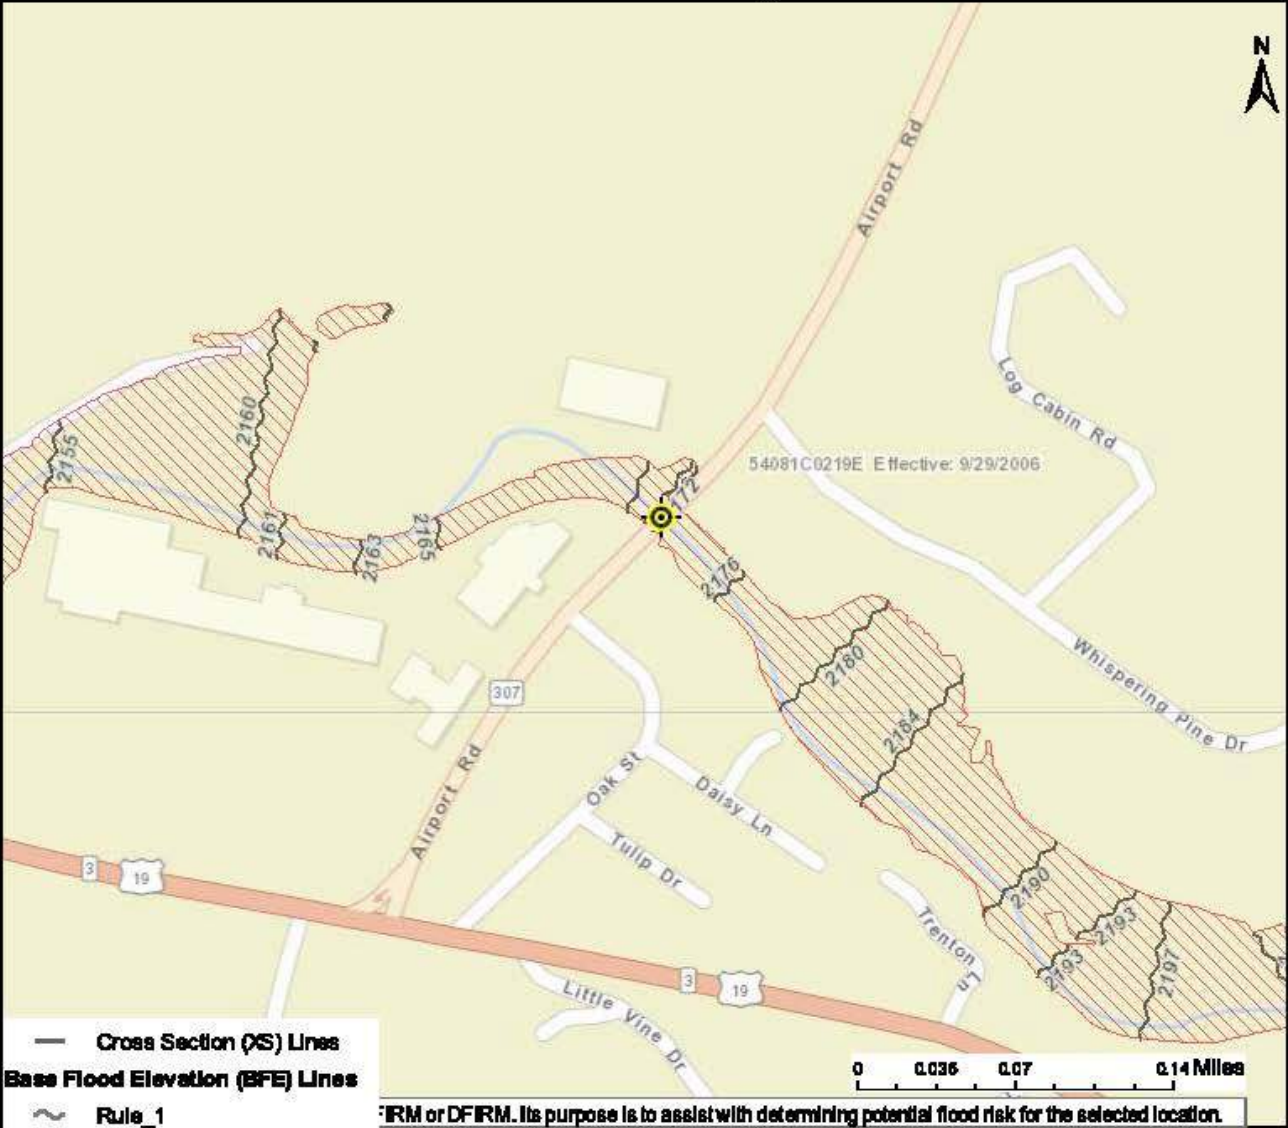 N
Airport Rd
Log Cabin Rd
2160
2155
54081C0219E Effective: 9/29/2006
172
2161
2163
2165
2176
2180
Whispering Pine Dr
307
2184
Airport Rd
Oak St
Daisy Ln
Tulip Dr
3
19
2190
2193
2193
2197
Trenton Ln
3
19
Little Vine Dr
Cross Section (XS) Lines
Base Flood Elevation (BFE) Lines
Rule_1
0 0.035 0.07 0.14 Miles
FIRM or DFIRM. Its purpose is to assist with determining potential flood risk for the selected location.